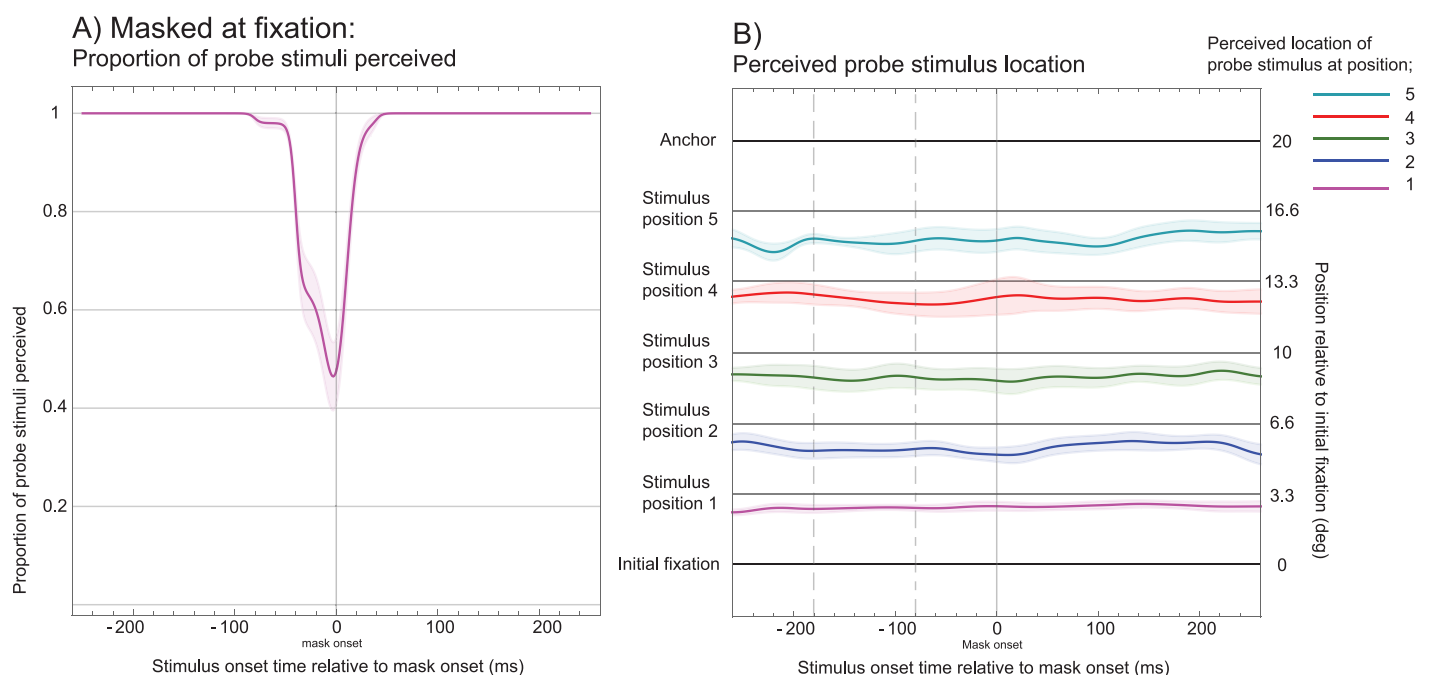 A) Masked at fixation:
Proportion of probe stimuli perceived
Proportion of probe stimuli perceived
1
0.8
0.6
0.4
0.2
-200
-100
0
100
200
mask onset
Stimulus onset time relative to mask onset (ms)
B)
Perceived probe stimulus location
Anchor
Stimulus
position 5
Stimulus
position 4
Stimulus
position 3
Stimulus
position 2
Stimulus
position 1
Initial fixation
20
16.6
13.3
10
6.6
3.3
0
Position relative to initial fixation (deg)
-200
-100
0
100
200
Mask onset
Stimulus onset time relative to mask onset (ms)
Perceived location of
probe stimulus at position;
5
4
3
2
1